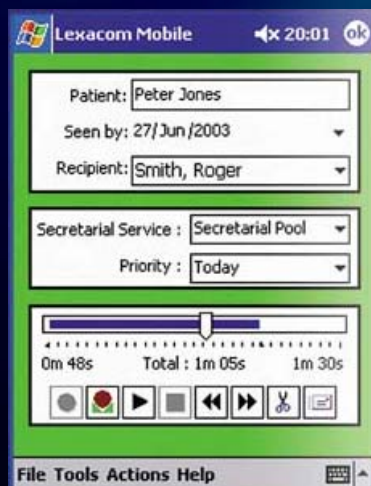 Lexacom Mobile 20:01 ok
Patient: Peter Jones
Seen by: 27/Jun/2003
Recipient: Smith, Roger
Secretarial Service : Secretarial Pool
Priority : Today
0m 48s Total : 1m 05s 1m 30s
File Tools Actions Help